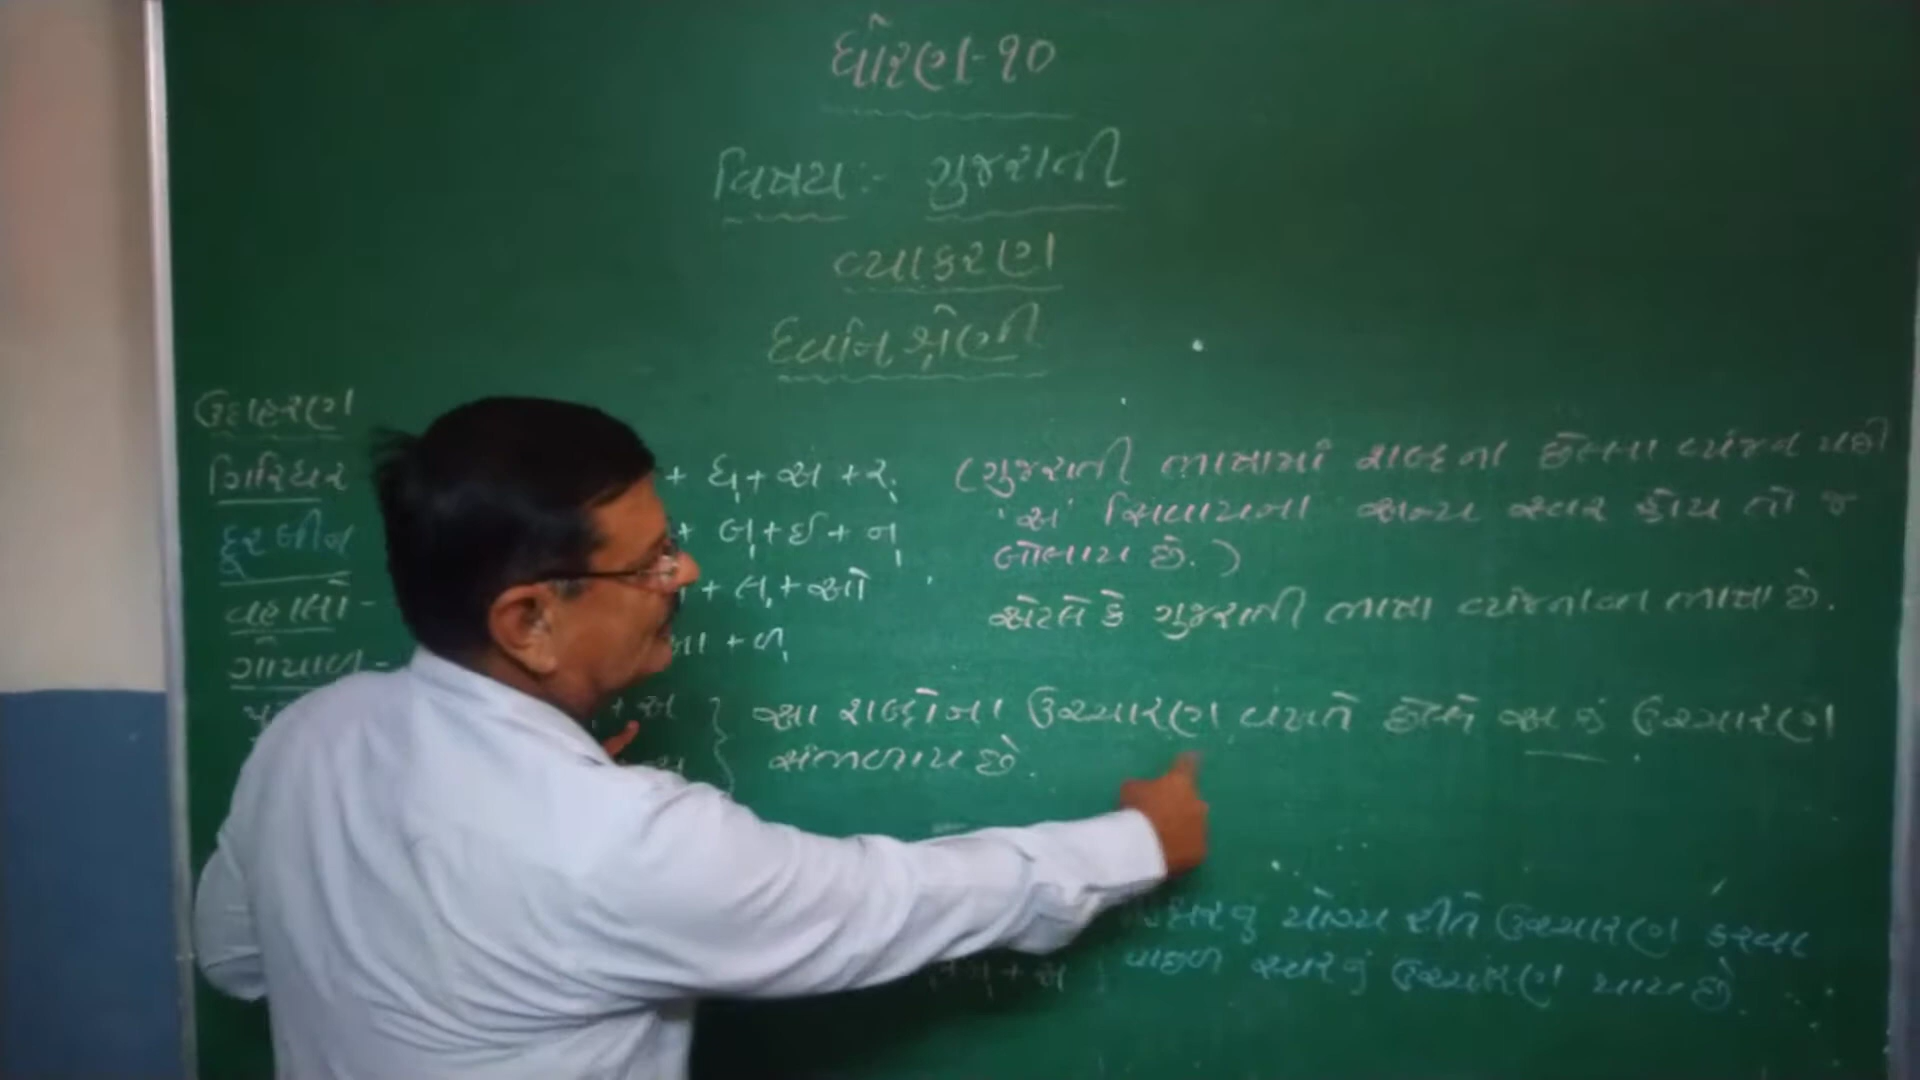 ધોરણ-૧૦
વિષય:- ગુજરાતી
વ્યાકરણ
ધ્વનિ શ્રેણી
ઉદાહરણ
ગિરિધર + ધ્ + અ + ર્
દૂરબીન + બ્ + ઈ + ન્
વહાલો - + લ્ + ઓ
ગાયાળ - આ + ળ્
(ગુજરાતી ભાષામાં શબ્દના છેલ્લા વ્યંજન પછી
'અ' સિવાયના અન્ય સ્વર હોય તો જ
બોલાય છે.)
એટલે કે ગુજરાતી ભાષા વ્યંજનાંત ભાષા છે.
+ અ } આ શબ્દોના ઉચ્ચારણ વખતે છેલ્લે અ નું ઉચ્ચારણ
સંભળાય છે.
યોગ્ય રીતે ઉચ્ચારણ કરવા
+ અ પાછળ સ્વરનું ઉચ્ચારણ થાય છે.